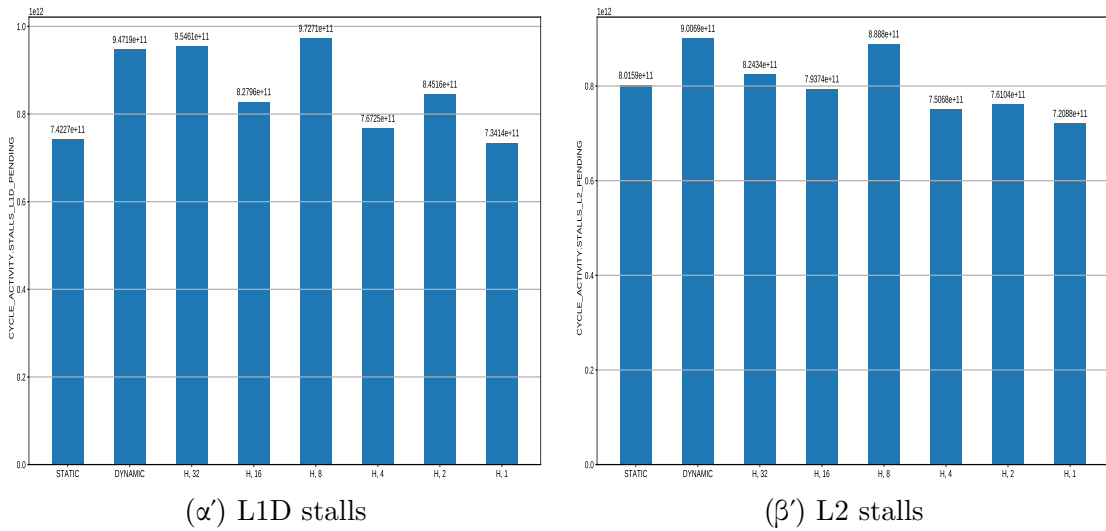 1e12
CYCLE_ACTIVITY.STALLS_L1D_PENDING
1.0
0.8
0.6
0.4
0.2
0.0
7.4227e+11
9.4719e+11
9.5461e+11
8.2796e+11
9.7271e+11
7.6725e+11
8.4516e+11
7.3414e+11
STATIC
DYNAMIC
H, 32
H, 16
H, 8
H, 4
H, 2
H, 1
(α′) L1D stalls
1e12
CYCLE_ACTIVITY.STALLS_L2_PENDING
0.8
0.6
0.4
0.2
0.0
8.0159e+11
9.0069e+11
8.2434e+11
7.9374e+11
8.888e+11
7.5068e+11
7.6104e+11
7.2088e+11
STATIC
DYNAMIC
H, 32
H, 16
H, 8
H, 4
H, 2
H, 1
(β′) L2 stalls